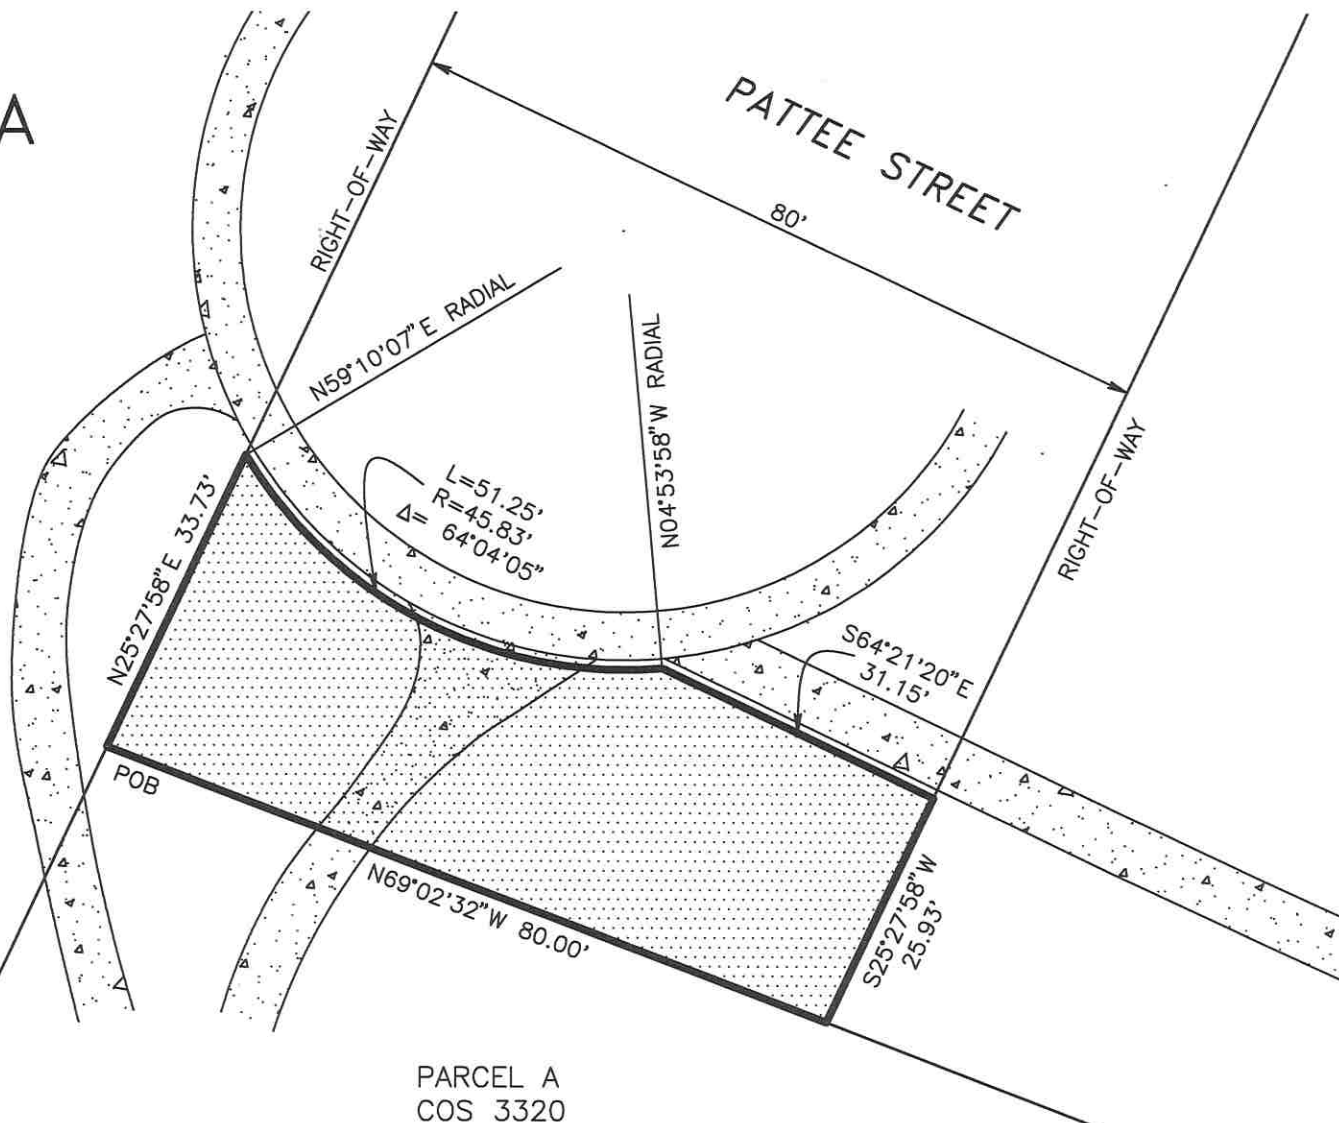 A
PATTEE STREET
80'
RIGHT-OF-WAY
N59°10'07"E RADIAL
N04°53'58"W RADIAL
L=51.25'
R=45.83'
Δ= 64°04'05"
RIGHT-OF-WAY
N25°27'58"E 33.73'
S64°21'20"E
31.15'
POB
N69°02'32"W 80.00'
S25°27'58"W
25.93'
PARCEL A
COS 3320